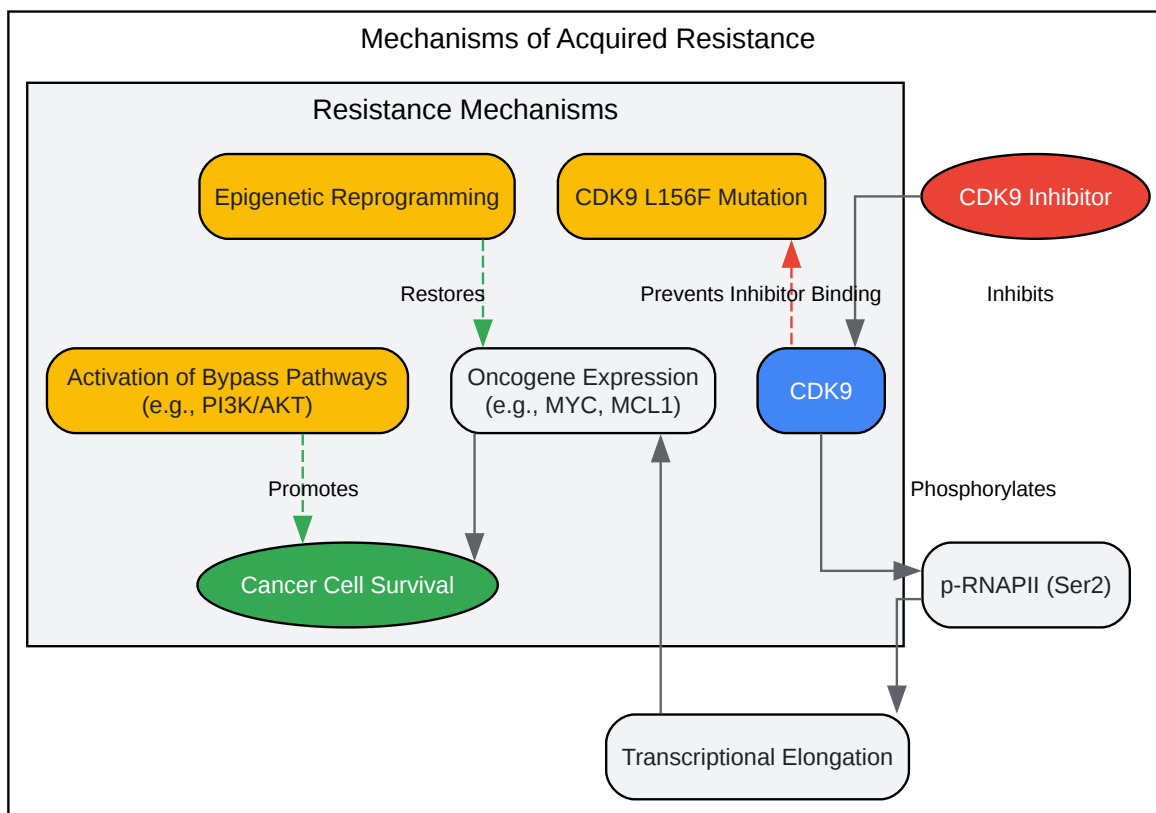 Mechanisms of Acquired Resistance
Resistance Mechanisms
Epigenetic Reprogramming
CDK9 L156F Mutation
CDK9 Inhibitor
Restores
Prevents Inhibitor Binding
Inhibits
Activation of Bypass Pathways
(e.g., PI3K/AKT)
Oncogene Expression
(e.g., MYC, MCL1)
CDK9
Promotes
Phosphorylates
Cancer Cell Survival
p-RNAPII (Ser2)
Transcriptional Elongation